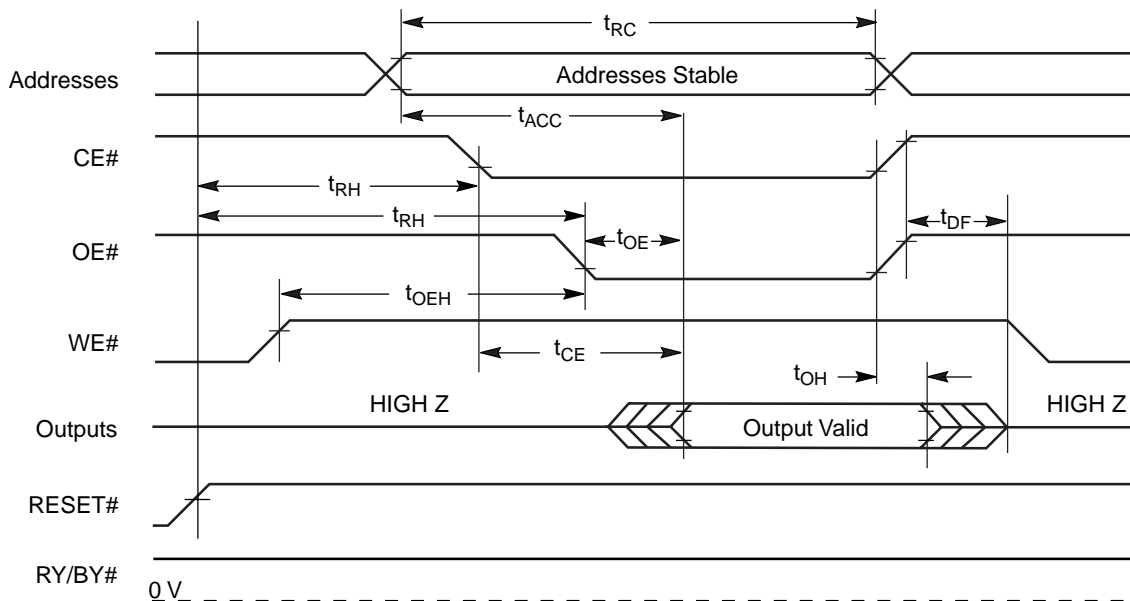 tRC
Addresses
Addresses Stable
tACC
CE#
tRH
tRH
tDF
OE#
tOE
tOEH
WE#
tCE
tOH
HIGH Z
HIGH Z
Outputs
Output Valid
RESET#
RY/BY#
0 V